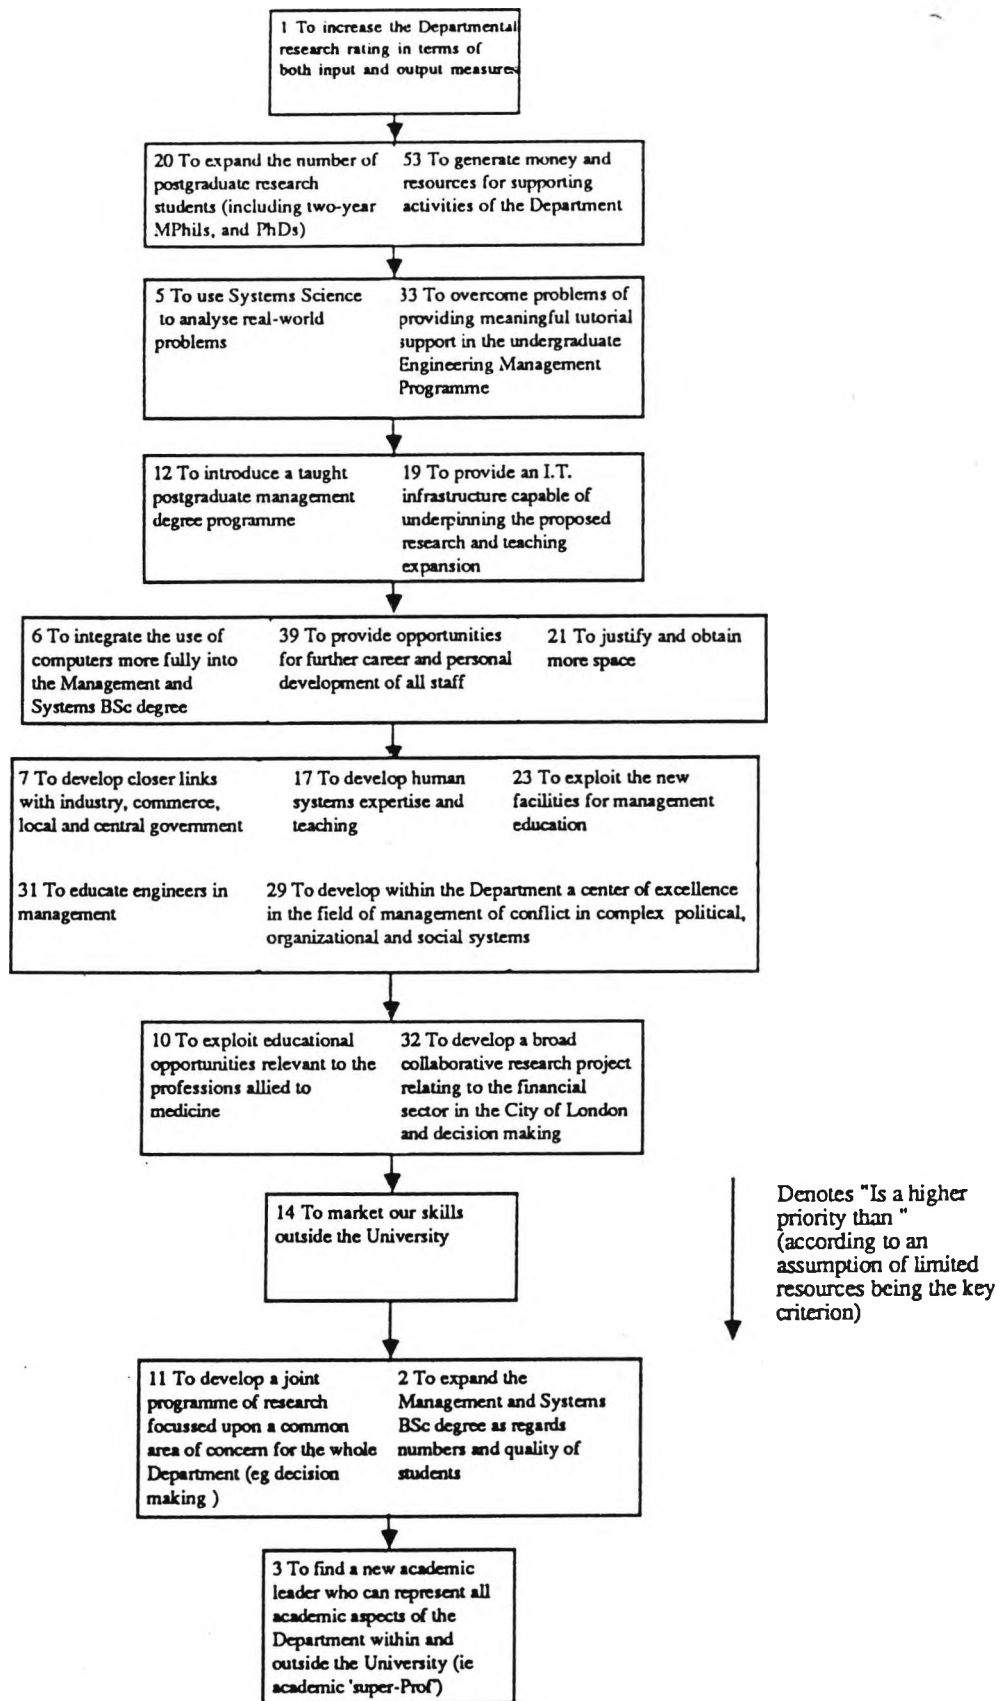 1 To increase the Departmental
research rating in terms of
both input and output measures
20 To expand the number of
postgraduate research
students (including two-year
MPhils, and PhDs)
53 To generate money and
resources for supporting
activities of the Department
5 To use Systems Science
to analyse real-world
problems
33 To overcome problems of
providing meaningful tutorial
support in the undergraduate
Engineering Management
Programme
12 To introduce a taught
postgraduate management
degree programme
19 To provide an I.T.
infrastructure capable of
underpinning the proposed
research and teaching
expansion
6 To integrate the use of
computers more fully into
the Management and
Systems BSc degree
39 To provide opportunities
for further career and personal
development of all staff
21 To justify and obtain
more space
7 To develop closer links
with industry, commerce,
local and central government
17 To develop human
systems expertise and
teaching
23 To exploit the new
facilities for management
education
31 To educate engineers in
management
29 To develop within the Department a center of excellence
in the field of management of conflict in complex political,
organizational and social systems
10 To exploit educational
opportunities relevant to the
professions allied to
medicine
32 To develop a broad
collaborative research project
relating to the financial
sector in the City of London
and decision making
14 To market our skills
outside the University
Denotes "Is a higher
priority than "
(according to an
assumption of limited
resources being the key
criterion)
11 To develop a joint
programme of research
focussed upon a common
area of concern for the whole
Department (eg decision
making )
2 To expand the
Management and Systems
BSc degree as regards
numbers and quality of
students
3 To find a new academic
leader who can represent all
academic aspects of the
Department within and
outside the University (ie
academic 'super-Prof')